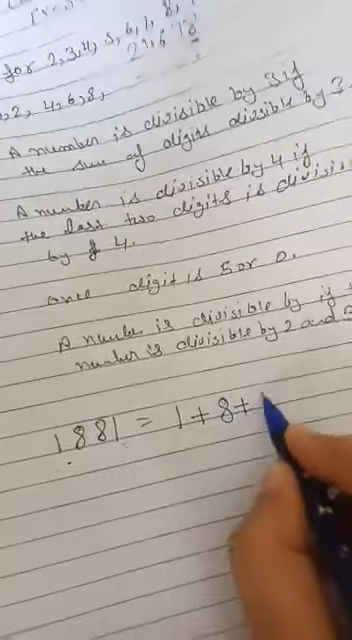 for 2, 3, 4, 5, 6, 1, 8,
2, 4, 6, 8,
A number is divisible by 3 if
the sum of digits divisible by 3.
A number is divisible by 4 if
the last two digits is
by 4.
digit is 5 or 0.
A number is divisible by if
number is divisible by 2 and
1881 = 1 + 8 +